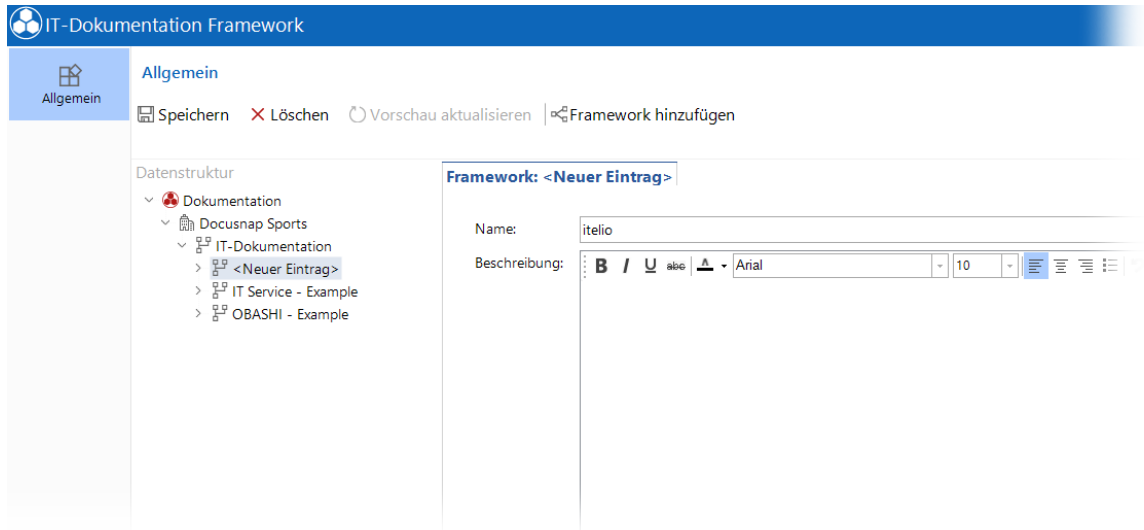 IT-Dokumentation Framework
Allgemein
Allgemein
Speichern Löschen Vorschau aktualisieren Framework hinzufügen
Datenstruktur
Framework: <Neuer Eintrag>
Dokumentation
Docusnap Sports
IT-Dokumentation
<Neuer Eintrag>
IT Service - Example
OBASHI - Example
Name: itelio
Beschreibung: B I U abc A Arial 10